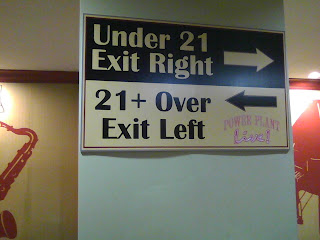 Under 21
Exit Right
21+ Over
Exit Left
POWER PLANT
Live!